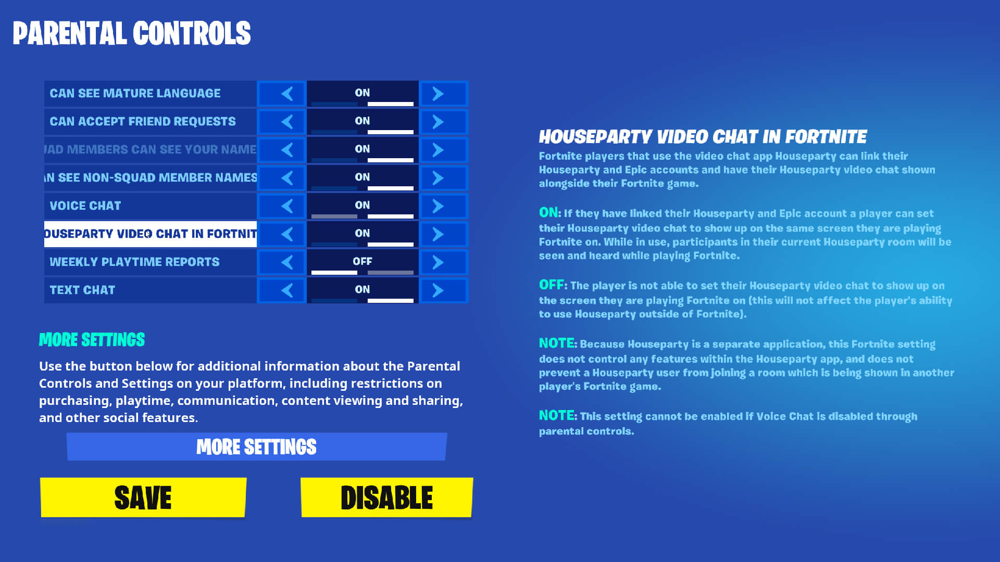 PARENTAL CONTROLS
CAN SEE MATURE LANGUAGE ON
CAN ACCEPT FRIEND REQUESTS ON
MEMBERS CAN SEE YOUR NAME ON
SEE NON-SQUAD MEMBER NAMES ON
VOICE CHAT ON
OUSEPARTY VIDEO CHAT IN FORTNIT ON
WEEKLY PLAYTIME REPORTS OFF
TEXT CHAT ON
MORE SETTINGS
Use the button below for additional information about the Parental
Controls and Settings on your platform, including restrictions on
purchasing, playtime, communication, content viewing and sharing,
and other social features.
MORE SETTINGS
SAVE
DISABLE
HOUSEPARTY VIDEO CHAT IN FORTNITE
Fortnite players that use the video chat app Houseparty can link their
Houseparty and Epic accounts and have their Houseparty video chat shown
alongside their Fortnite game.
ON: If they have linked their Houseparty and Epic account a player can set
their Houseparty video chat to show up on the same screen they are playing
Fortnite on. While in use, participants in their current Houseparty room will be
seen and heard while playing Fortnite.
OFF: The player is not able to set their Houseparty video chat to show up on
the screen they are playing Fortnite on (this will not affect the player's ability
to use Houseparty outside of Fortnite).
NOTE: Because Houseparty is a separate application, this Fortnite setting
does not control any features within the Houseparty app, and does not
prevent a Houseparty user from joining a room which is being shown in another
player's Fortnite game.
NOTE: This setting cannot be enabled if Voice Chat is disabled through
parental controls.